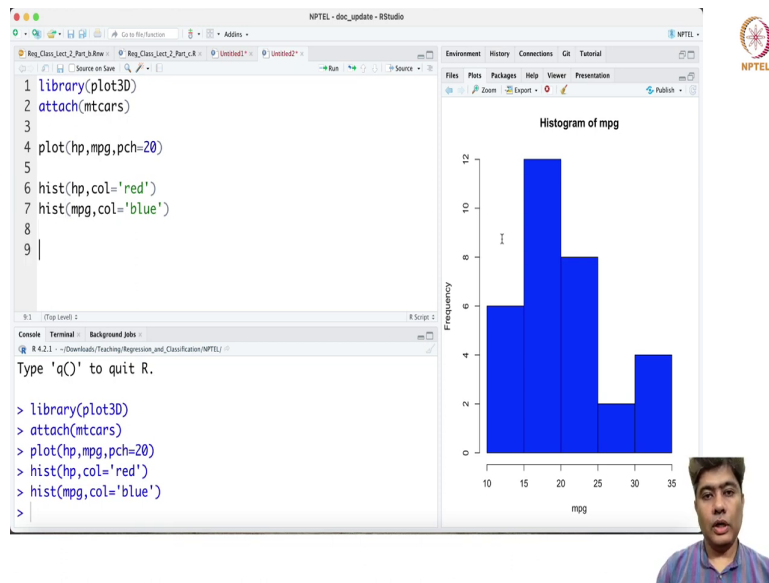 NPTEL - doc_update - RStudio
Go to file/function
Addins
NPTEL
Reg_Class_Lect_2_Part_b.Rnw × Reg_Class_Lect_2_Part_c.R × Untitled1* × Untitled2* ×
Source on Save Run Source
1 library(plot3D)
2 attach(mtcars)
3
4 plot(hp,mpg,pch=20)
5
6 hist(hp,col='red')
7 hist(mpg,col='blue')
8
9
9:1 (Top Level) R Script
Console Terminal × Background Jobs ×
R 4.2.1 · ~/Downloads/Teaching/Regression_and_Classification/NPTEL/
Type 'q()' to quit R.
> library(plot3D)
> attach(mtcars)
> plot(hp,mpg,pch=20)
> hist(hp,col='red')
> hist(mpg,col='blue')
>
Environment History Connections Git Tutorial
Files Plots Packages Help Viewer Presentation
Zoom Export Publish
Histogram of mpg
Frequency
0 2 4 6 8 10 12
10 15 20 25 30 35
mpg
NPTEL